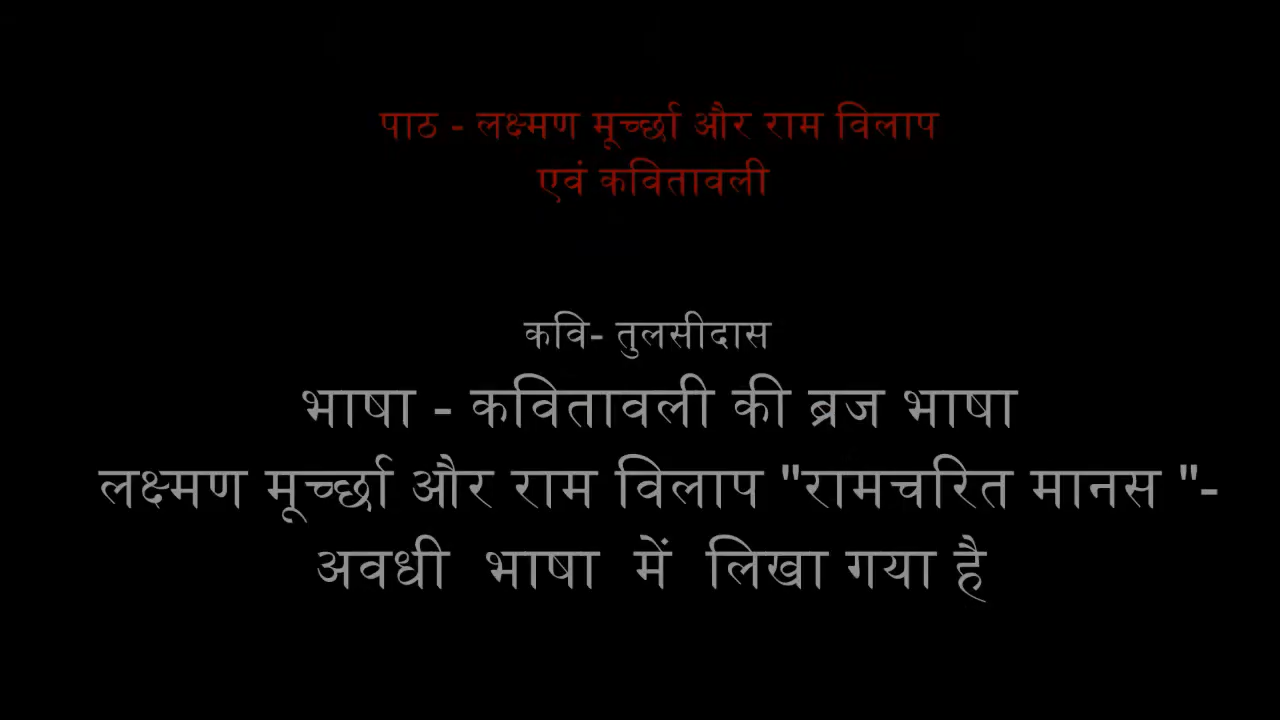 पाठ - लक्ष्मण मूर्च्छा और राम विलाप
एवं कवितावली
कवि- तुलसीदास
भाषा - कवितावली की ब्रज भाषा
लक्ष्मण मूर्च्छा और राम विलाप "रामचरित मानस "-
अवधी भाषा में लिखा गया है